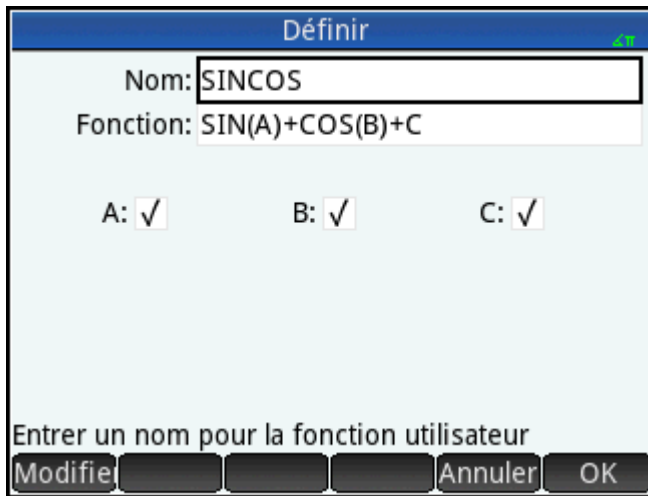 Définir
∡π
Nom: SINCOS
Fonction: SIN(A)+COS(B)+C
A: √ B: √ C: √
Entrer un nom pour la fonction utilisateur
Modifie Annuler OK